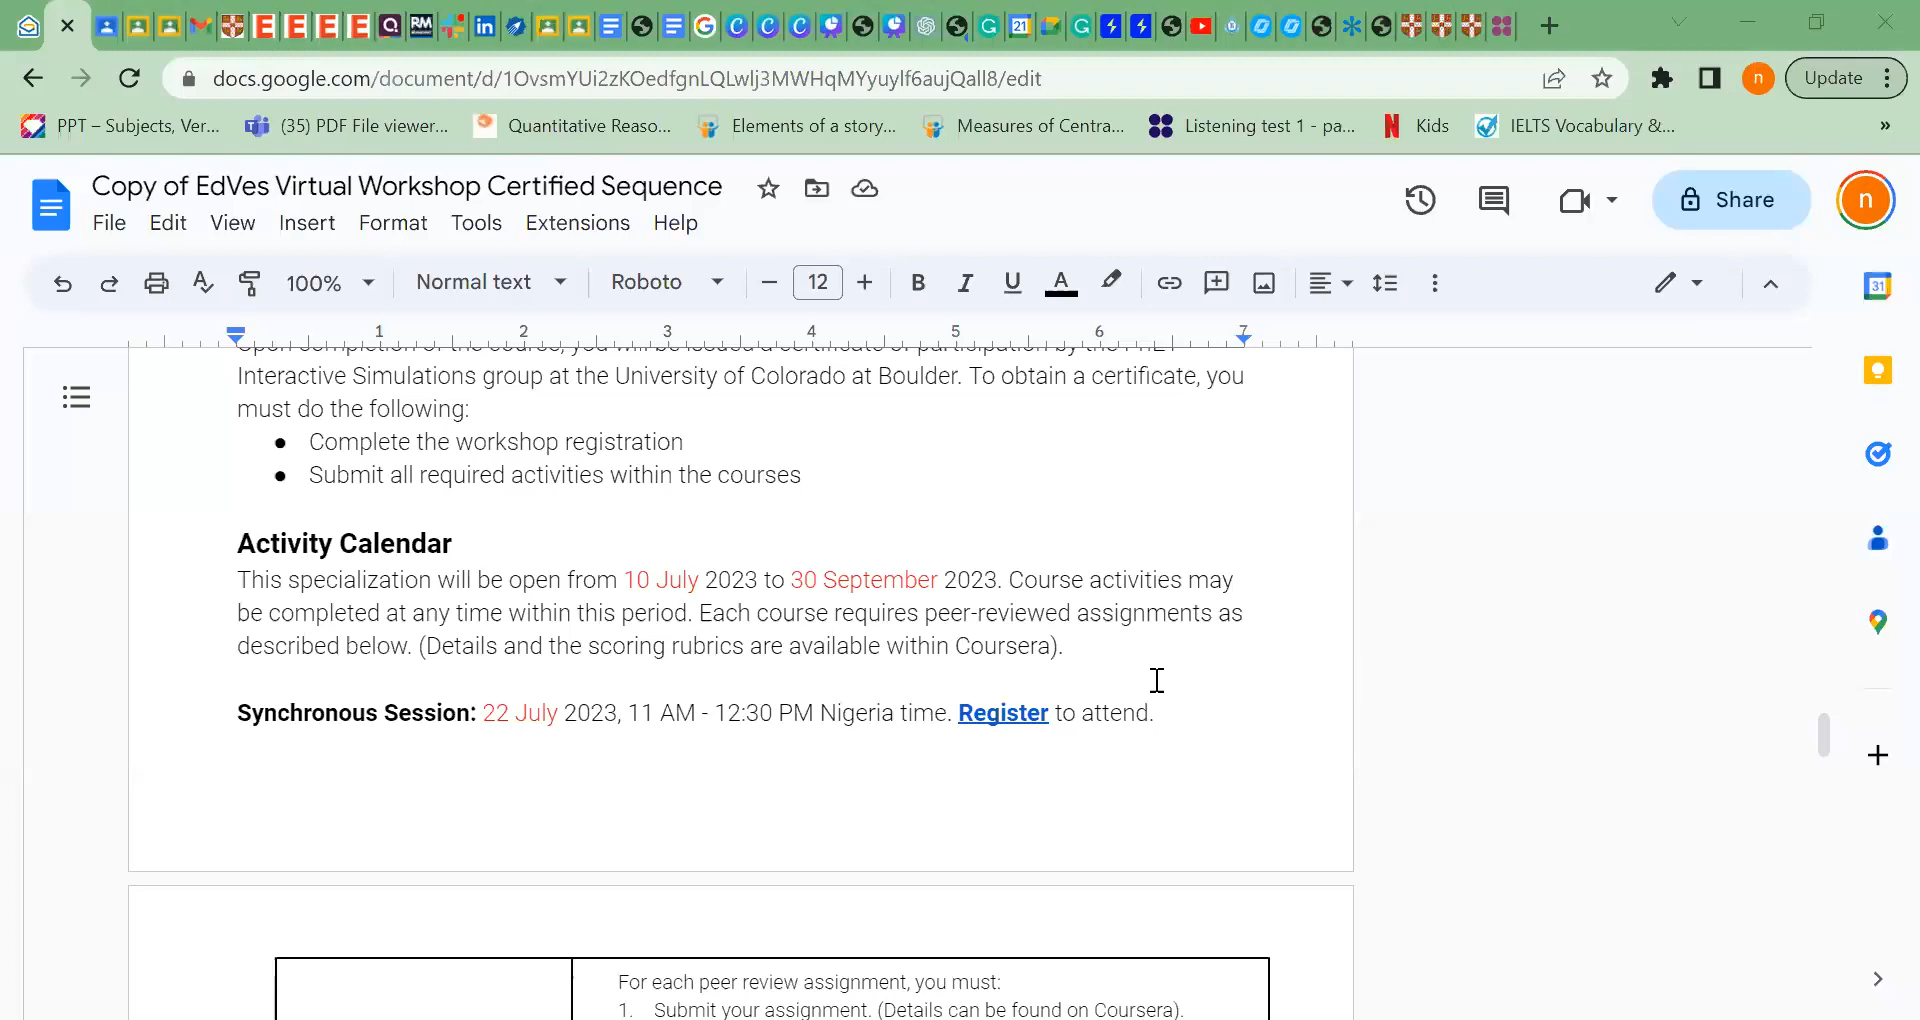 docs.google.com/document/d/1OvsmYUi2zKOedfgnLQLwlj3MWHqMYyuylf6aujQall8/edit
Update
PPT – Subjects, Ver...
(35) PDF File viewer...
Quantitative Reaso...
Elements of a story...
Measures of Centra...
Listening test 1 - pa...
Kids
IELTS Vocabulary &...
»
Copy of EdVes Virtual Workshop Certified Sequence
File Edit View Insert Format Tools Extensions Help
Share
n
100%
Normal text
Roboto
12
B I U A
1 2 3 4 5 6 7
Interactive Simulations group at the University of Colorado at Boulder. To obtain a certificate, you
must do the following:
● Complete the workshop registration
● Submit all required activities within the courses
Activity Calendar
This specialization will be open from 10 July 2023 to 30 September 2023. Course activities may
be completed at any time within this period. Each course requires peer-reviewed assignments as
described below. (Details and the scoring rubrics are available within Coursera).
Synchronous Session: 22 July 2023, 11 AM - 12:30 PM Nigeria time. Register to attend.
For each peer review assignment, you must:
1. Submit your assignment. (Details can be found on Coursera).